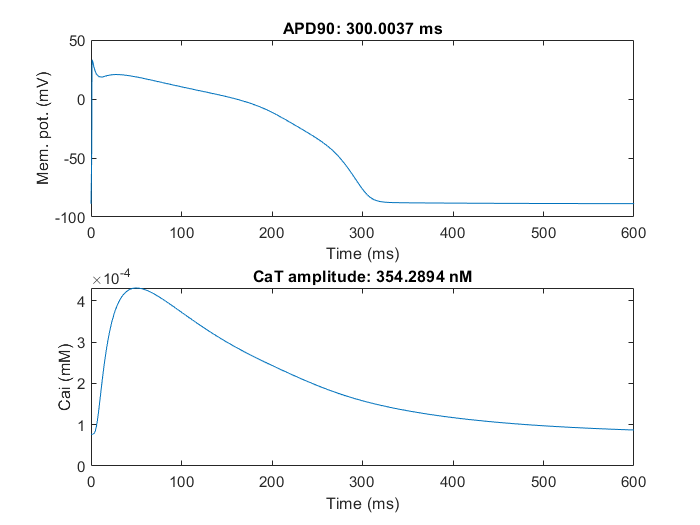 APD90: 300.0037 ms
50
0
-50
-100
Mem. pot. (mV)
0 100 200 300 400 500 600
Time (ms)
×10-4
CaT amplitude: 354.2894 nM
4
3
2
1
0
Cai (mM)
0 100 200 300 400 500 600
Time (ms)